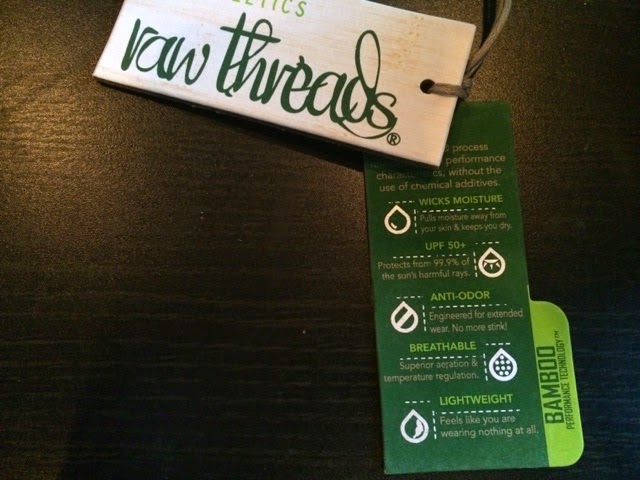 raw threads®
process
performance
without the
use of chemical additives.
WICKS MOISTURE
Pulls moisture away from
your skin & keeps you dry.
UPF 50+
Protects from 99.9% of
the sun's harmful rays.
ANTI-ODOR
Engineered for extended
wear. No more stink!
BREATHABLE
Superior aeration &
temperature regulation.
LIGHTWEIGHT
Feels like you are
wearing nothing at all.
BAMBOO
PERFORMANCE TECHNOLOGY™